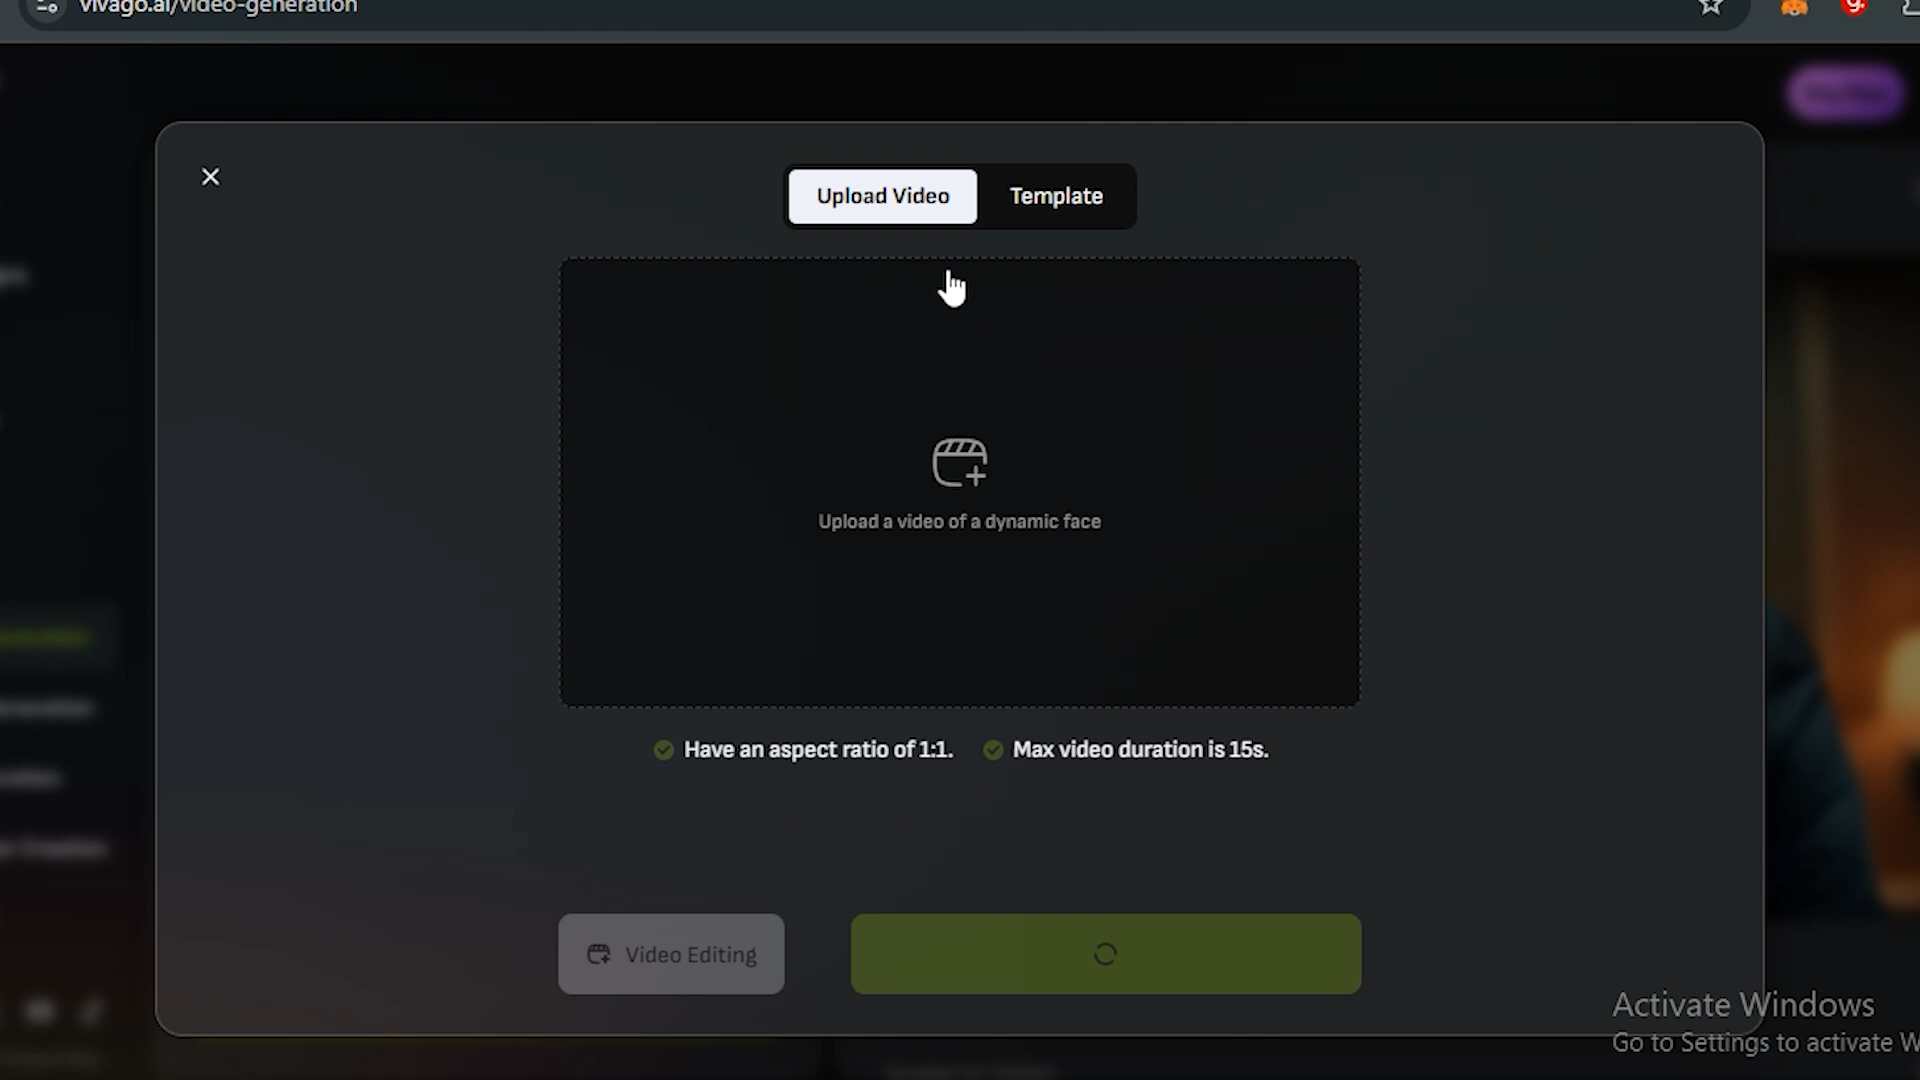 vivago.ai/video-generation
Upload Video
Template
Upload a video of a dynamic face
Have an aspect ratio of 1:1.
Max video duration is 15s.
Video Editing
Activate Windows
Go to Settings to activate W